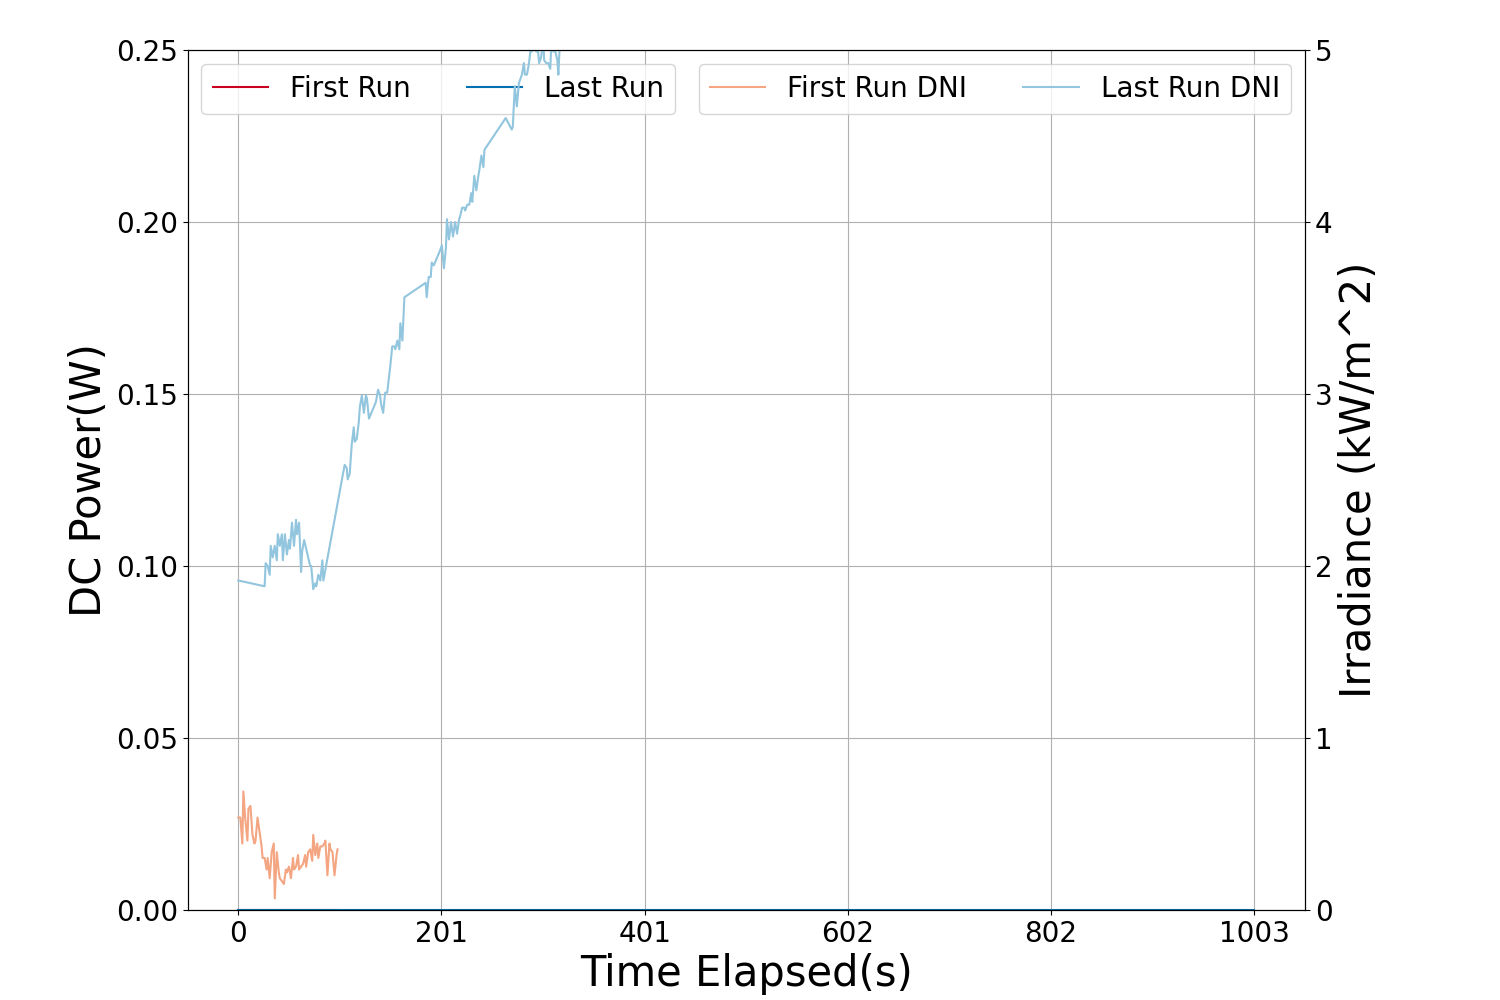 First Run
Last Run
First Run DNI
Last Run DNI
0.25
0.20
0.15
0.10
0.05
0.00
DC Power(W)
5
4
3
2
1
0
Irradiance (kW/m^2)
0 201 401 602 802 1003
Time Elapsed(s)